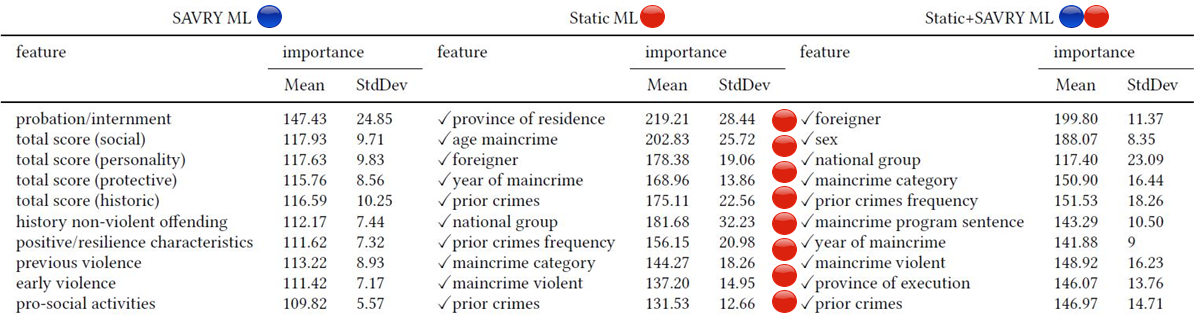 SAVRY ML Static ML Static+SAVRY ML
feature importance feature importance feature importance
Mean StdDev Mean StdDev Mean StdDev
probation/internment 147.43 24.85 ✓province of residence 219.21 28.44 ✓foreigner 199.80 11.37
total score (social) 117.93 9.71 ✓age maincrime 202.83 25.72 ✓sex 188.07 8.35
total score (personality) 117.63 9.83 ✓foreigner 178.38 19.06 ✓national group 117.40 23.09
total score (protective) 115.76 8.56 ✓year of maincrime 168.96 13.86 ✓maincrime category 150.90 16.44
total score (historic) 116.59 10.25 ✓prior crimes 175.11 22.56 ✓prior crimes frequency 151.53 18.26
history non-violent offending 112.17 7.44 ✓national group 181.68 32.23 ✓maincrime program sentence 143.29 10.50
positive/resilience characteristics 111.62 7.32 ✓prior crimes frequency 156.15 20.98 ✓year of maincrime 141.88 9
previous violence 113.22 8.93 ✓maincrime category 144.27 18.26 ✓maincrime violent 148.92 16.23
early violence 111.42 7.17 ✓maincrime violent 137.20 14.95 ✓province of execution 146.07 13.76
pro-social activities 109.82 5.57 ✓prior crimes 131.53 12.66 ✓prior crimes 146.97 14.71